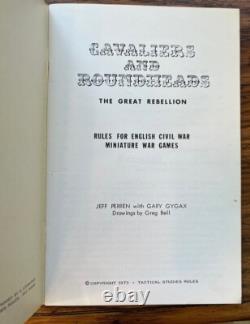 CAVALIERS
AND
ROUNDHEADS
THE GREAT REBELLION
RULES FOR ENGLISH CIVIL WAR
MINIATURE WAR GAMES
JEFF PERREN with GARY GYGAX
Drawings by Greg Bell
© COPYRIGHT 1973 - TACTICAL STUDIES RULES